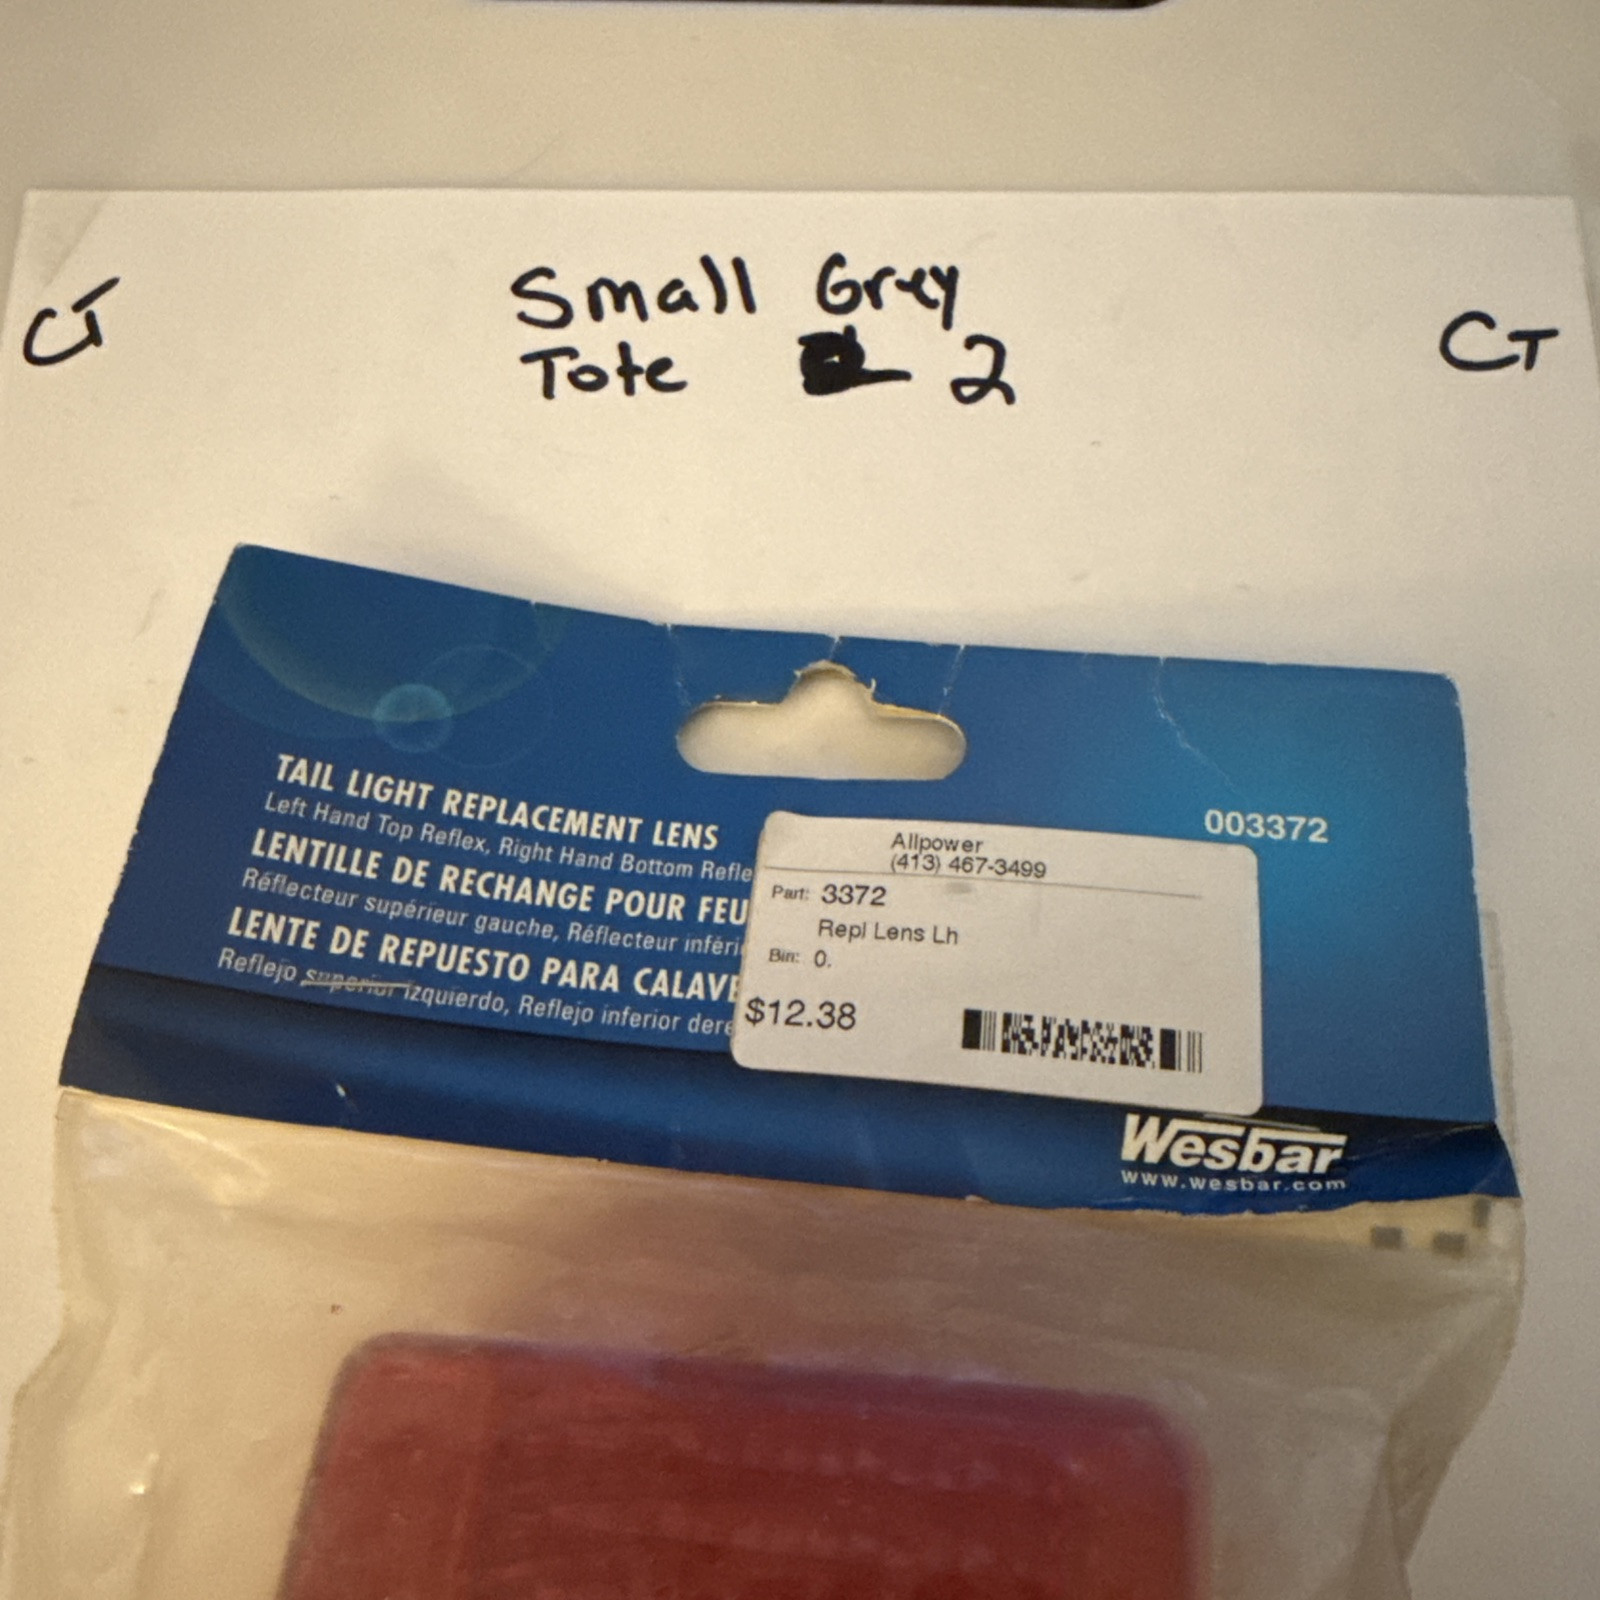 CT
Small Grey
Tote 2
CT
TAIL LIGHT REPLACEMENT LENS
Left Hand Top Reflex, Right Hand Bottom Refle
LENTILLE DE RECHANGE POUR FEU
Réflecteur supérieur gauche, Réflecteur inféri
LENTE DE REPUESTO PARA CALAVE
Reflejo superior izquierdo, Reflejo inferior dere
003372
Allpower
(413) 467-3499
Part: 3372
Repl Lens Lh
Bin: 0.
$12.38
Wesbar
www.wesbar.com